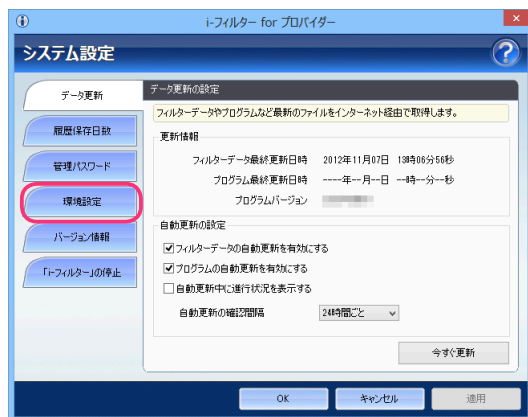 i-フィルター for プロバイダー
システム設定
データ更新
履歴保存日数
管理パスワード
環境設定
バージョン情報
「i-フィルター」の停止
データ更新の設定
フィルターデータやプログラムなど最新のファイルをインターネット経由で取得します。
更新情報
フィルターデータ最終更新日時 2012年11月07日 13時06分56秒
プログラム最終更新日時 ----年--月--日 --時--分--秒
プログラムバージョン
自動更新の設定
フィルターデータの自動更新を有効にする
プログラムの自動更新を有効にする
自動更新中に進行状況を表示する
自動更新の確認間隔 24時間ごと
今すぐ更新
OK キャンセル 適用